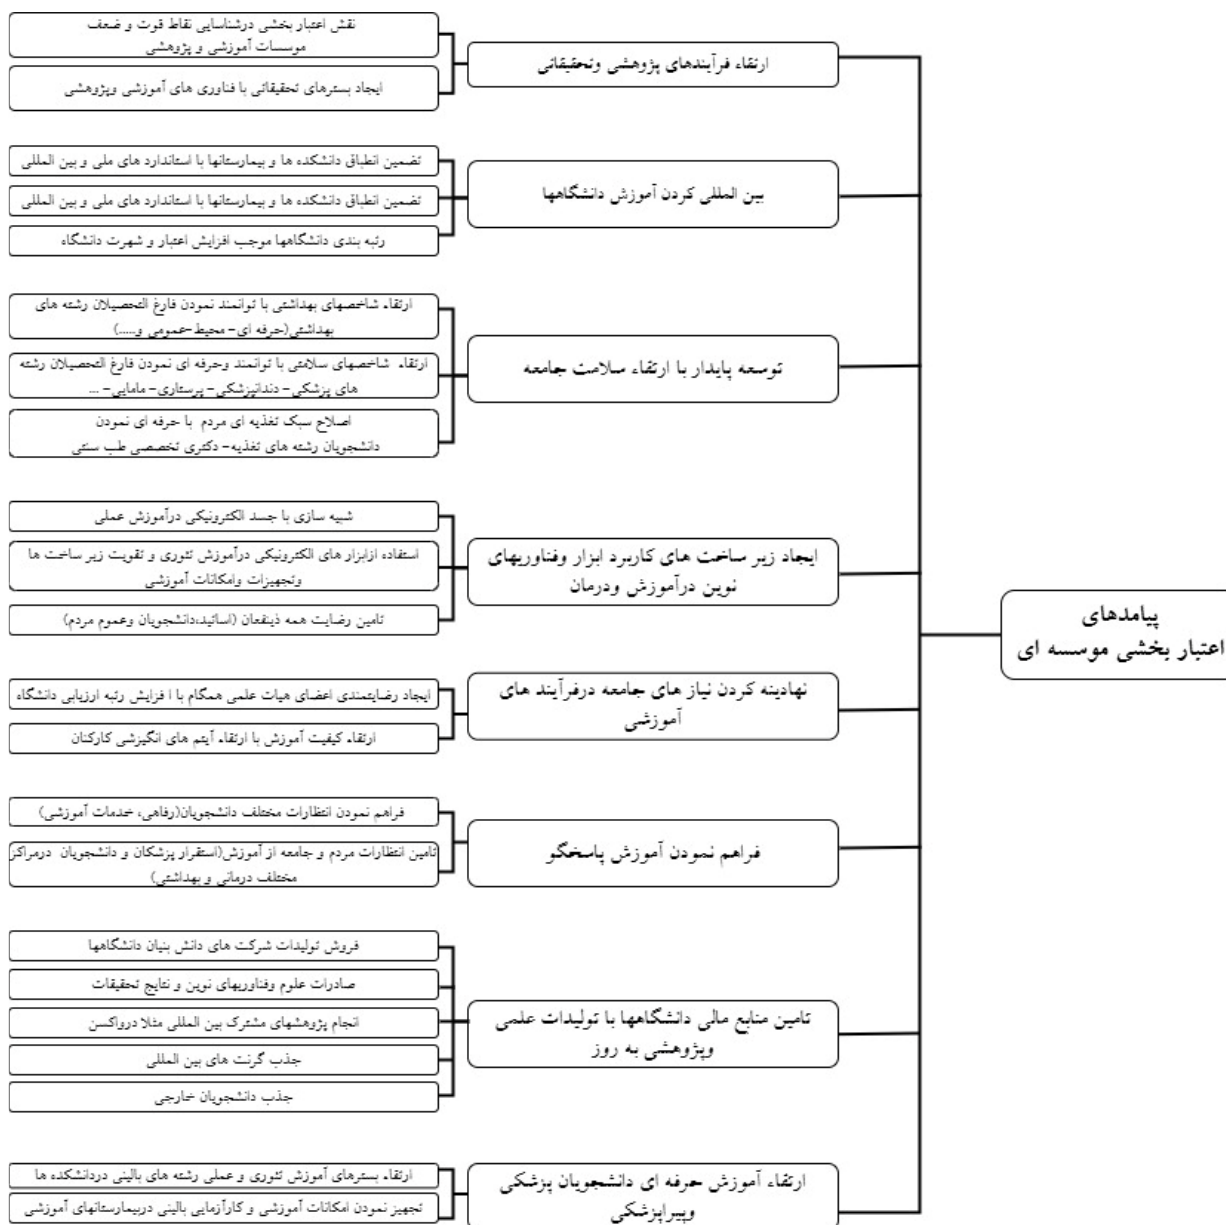 پیامدهای
اعتبار بخشی موسسه ای
ارتقاء فرآیندهای پژوهشی وتحقیقاتی
نقش اعتبار بخشی درشناسایی نقاط قوت و ضعف
موسسات آموزشی و پژوهشی
ایجاد بسترهای تحقیقاتی با فناوری های آموزشی وپژوهشی
بین المللی کردن آموزش دانشگاهها
تضمین انطباق دانشکده ها و بیمارستانها با استاندارد های ملی و بین المللی
تضمین انطباق دانشکده ها و بیمارستانها با استاندارد های ملی و بین المللی
رتبه بندی دانشگاهها موجب افزایش اعتبار و شهرت دانشگاه
توسعه پایدار با ارتقاء سلامت جامعه
ارتقاء شاخصهای بهداشتی با توانمند نمودن فارغ التحصیلان رشته های
بهداشتی(حرفه ای- محیط-عمومی و.....)
ارتقاء شاخصهای سلامتی با توانمند وحرفه ای نمودن فارغ التحصیلان رشته
های پزشکی- دندانپزشکی- پرستاری- مامایی- ...
اصلاح سبک تغذیه ای مردم با حرفه ای نمودن
دانشجویان رشته های تغذیه- دکتری تخصصی طب سنتی
ایجاد زیر ساخت های کاربرد ابزار وفناوریهای
نوین درآموزش ودرمان
شبیه سازی با جسد الکترونیکی درآموزش عملی
استفاده ازابزار های الکترونیکی درآموزش تئوری و تقویت زیر ساخت ها
وتجهیزات وامکانات آموزشی
تامین رضایت همه ذینفعان (اساتید،دانشجویان وعموم مردم)
نهادینه کردن نیاز های جامعه درفرآیند های
آموزشی
ایجاد رضایتمندی اعضای هیات علمی همگام با ا فزایش رتبه ارزیابی دانشگاه
ارتقاء کیفیت آموزش با ارتقاء آیتم های انگیزشی کارکنان
فراهم نمودن آموزش پاسخگو
فراهم نمودن انتظارات مختلف دانشجویان(رفاهی، خدمات آموزشی)
تامین انتظارات مردم و جامعه از آموزش(استقرار پزشکان و دانشجویان درمراکز
مختلف درمانی و بهداشتی)
تامین منابع مالی دانشگاهها با تولیدات علمی
وپژوهشی به روز
فروش تولیدات شرکت های دانش بنیان دانشگاهها
صادرات علوم وفناوریهای نوین و نتایج تحقیقات
انجام پژوهشهای مشترک بین المللی مثلا درواکسن
جذب گرنت های بین المللی
جذب دانشجویان خارجی
ارتقاء آموزش حرفه ای دانشجویان پزشکی
وپیراپزشکی
ارتقاء بسترهای آموزش تئوری و عملی رشته های بالینی دردانشکده ها
تجهیز نمودن امکانات آموزشی و کارآزمایی بالینی دربیمارستانهای آموزشی